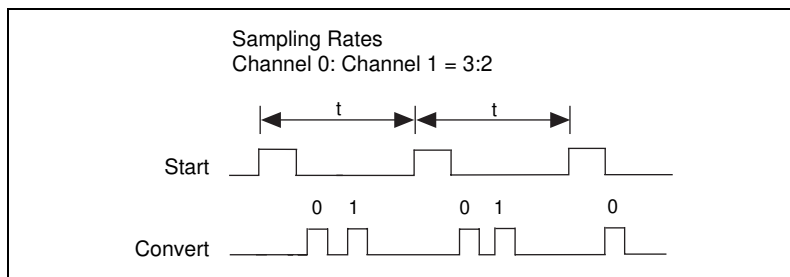 Sampling Rates
Channel 0: Channel 1 = 3:2
t t
Start
0 1 0 1 0
Convert